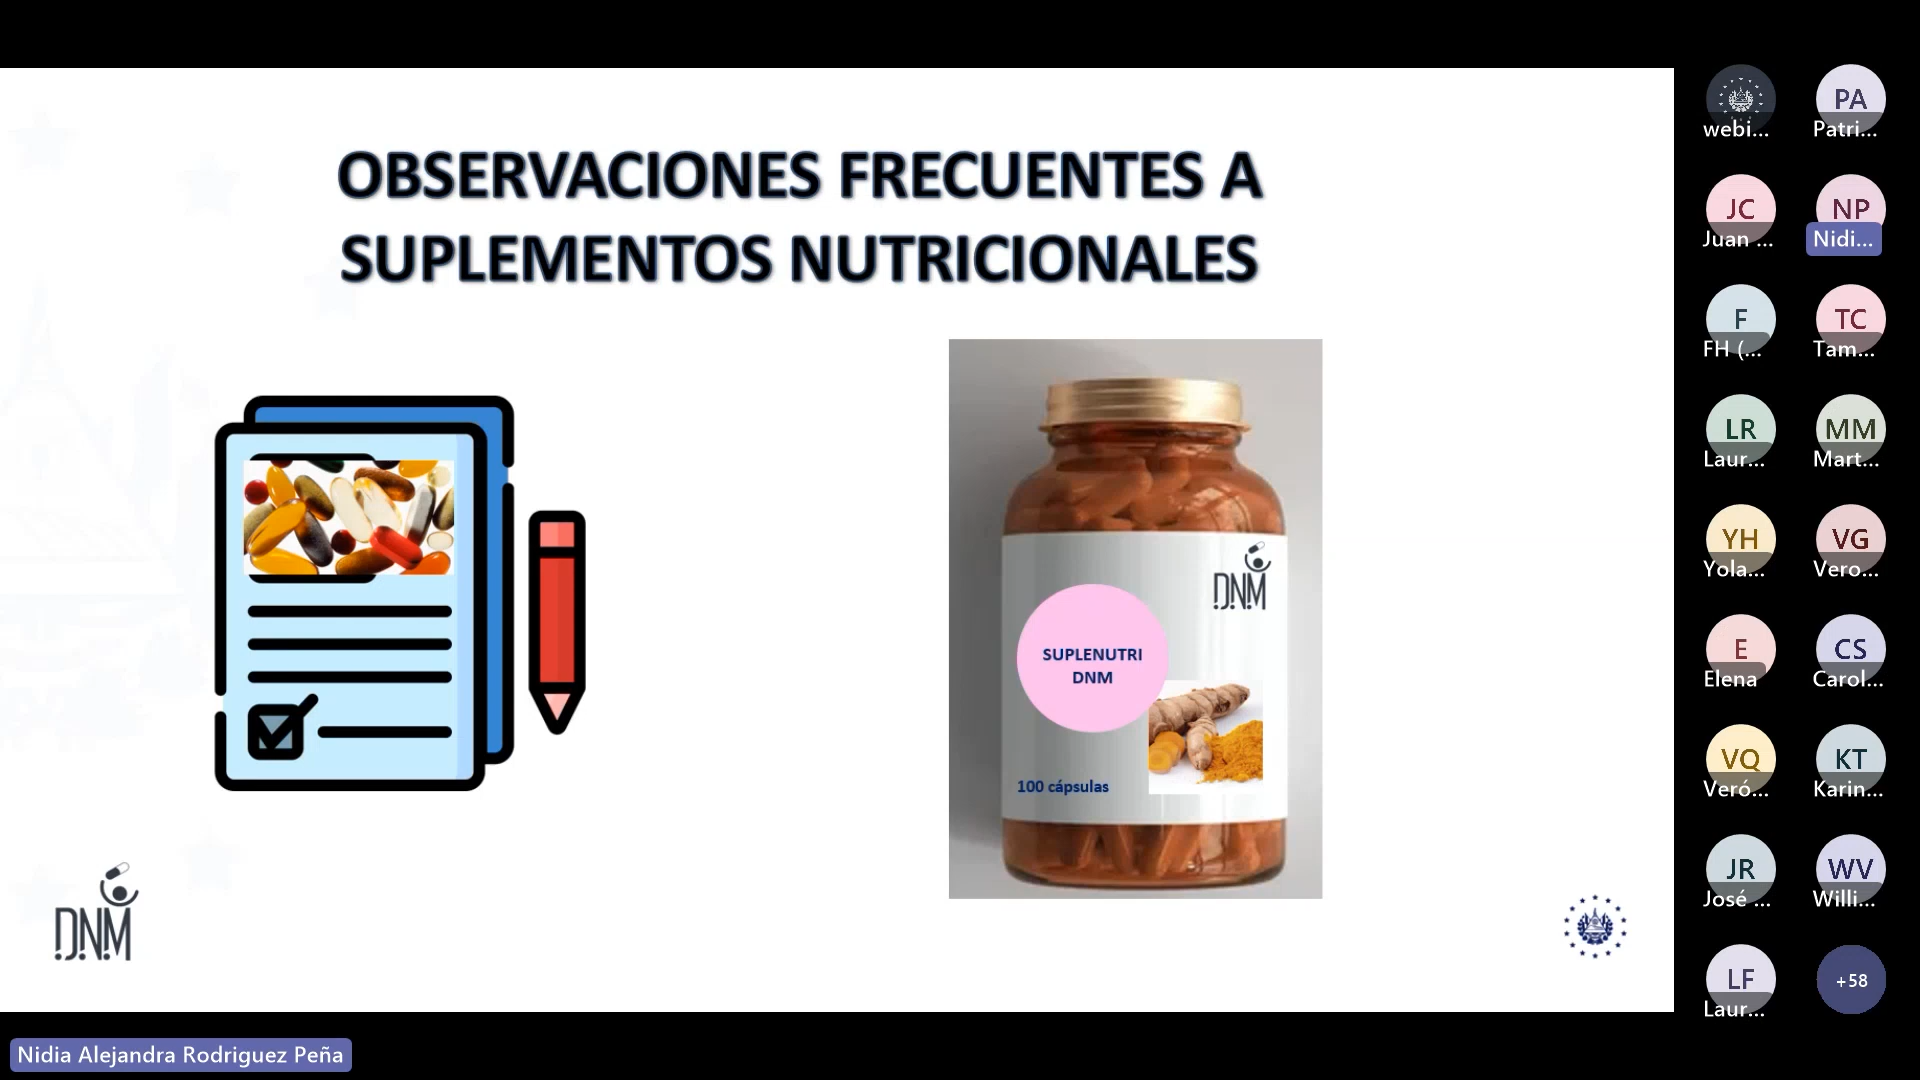 OBSERVACIONES FRECUENTES A
SUPLEMENTOS NUTRICIONALES
DNM
SUPLENUTRI
DNM
100 cápsulas
DNM
webi...
PA
Patri...
JC
Juan ...
NP
Nidi...
F
FH (...
TC
Tam...
LR
Laur...
MM
Mart...
YH
Yola...
VG
Vero...
E
Elena
CS
Carol...
VQ
Veró...
KT
Karin...
JR
José ...
WV
Willi...
LF
Laur...
+58
Nidia Alejandra Rodriguez Peña